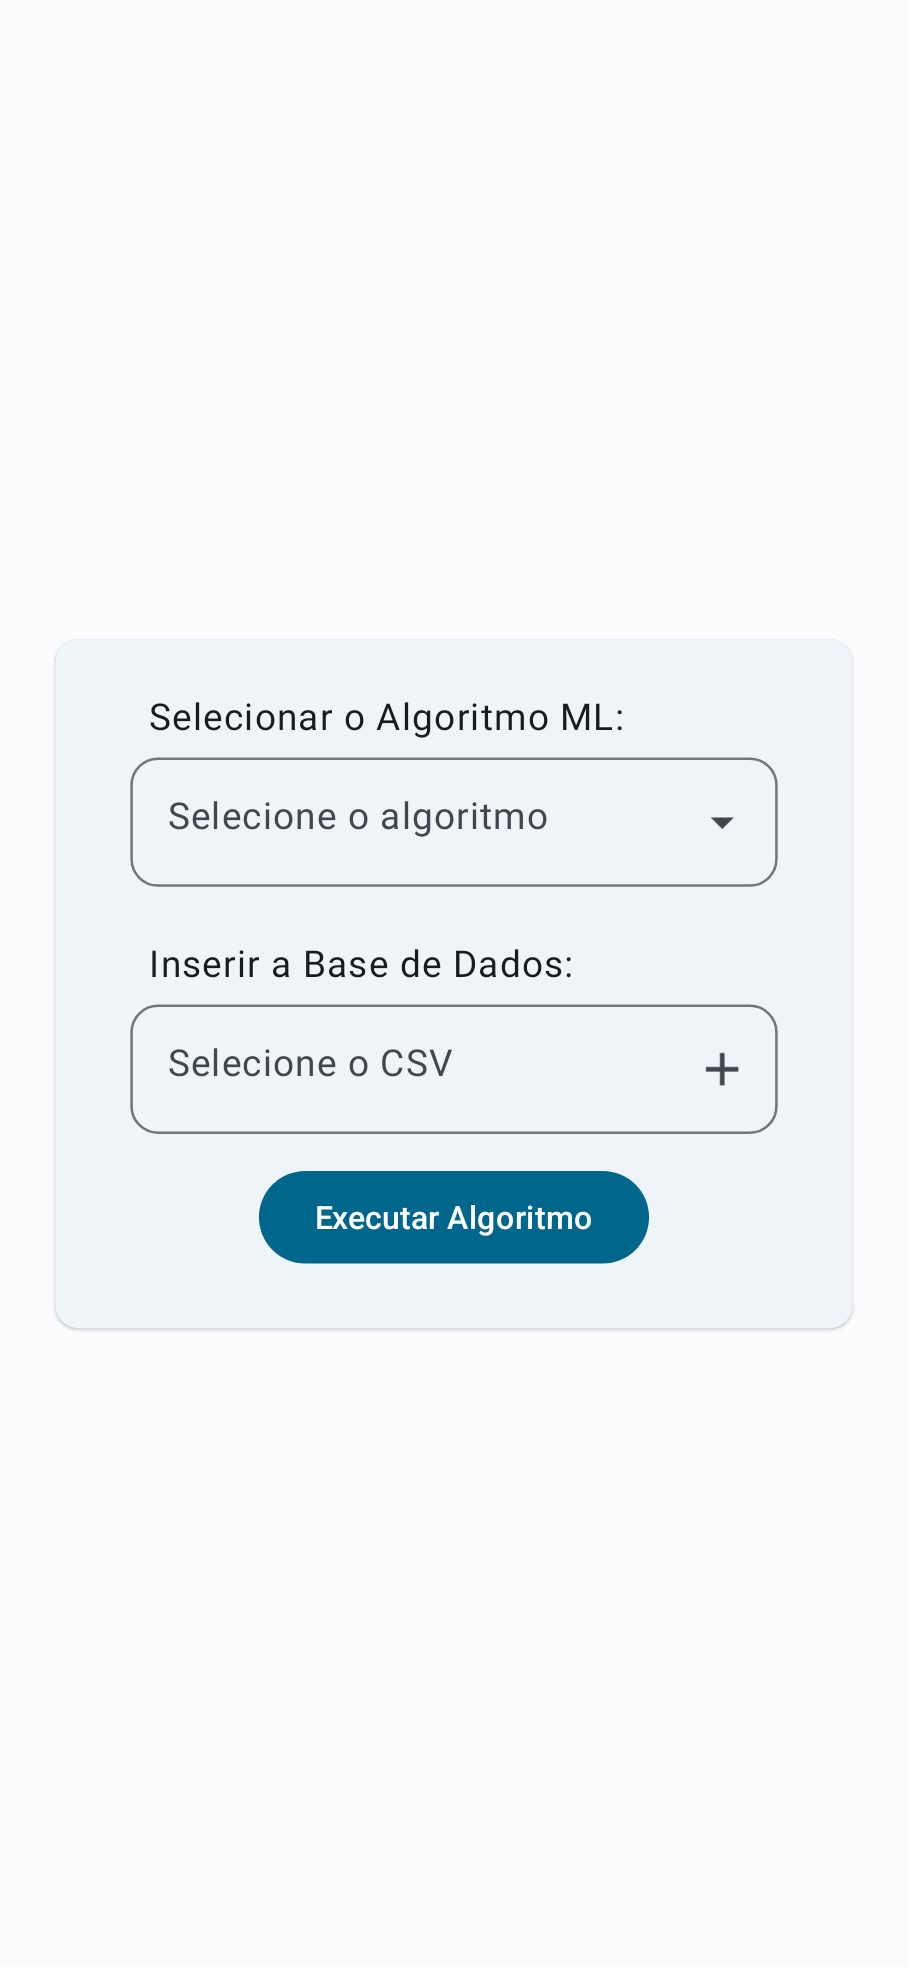 Selecionar o Algoritmo ML:
Selecione o algoritmo
Inserir a Base de Dados:
Selecione o CSV
Executar Algoritmo